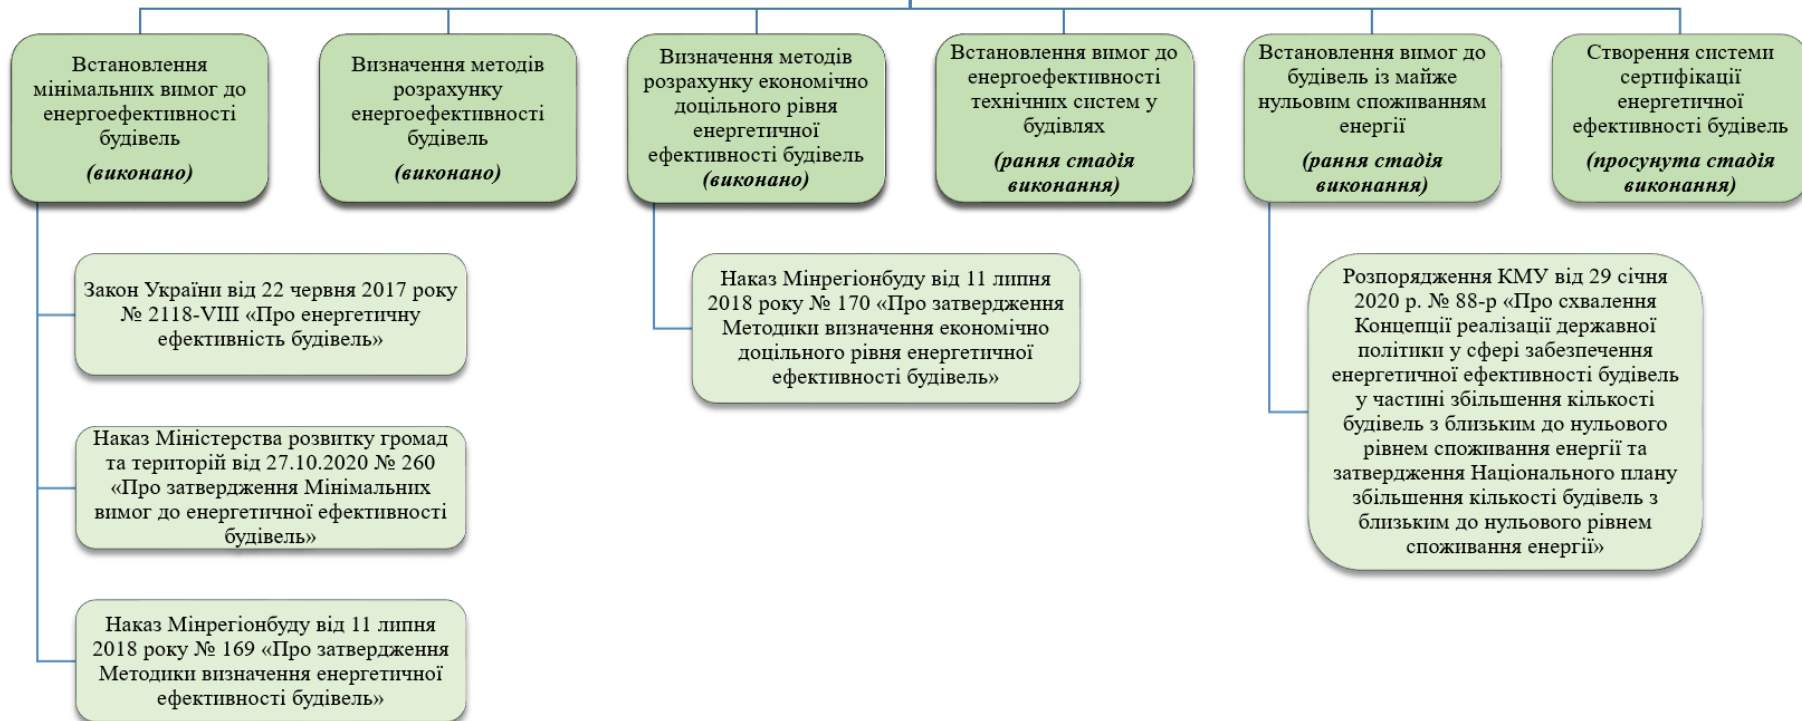 Встановлення
мінімальних вимог до
енергоефективності
будівель
(виконано)
Визначення методів
розрахунку
енергоефективності
будівель
(виконано)
Визначення методів
розрахунку економічно
доцільного рівня
енергетичної
ефективності будівель
(виконано)
Встановлення вимог до
енергоефективності
технічних систем у
будівлях
(рання стадія
виконання)
Встановлення вимог до
будівель із майже
нульовим споживанням
енергії
(рання стадія
виконання)
Створення системи
сертифікації
енергетичної
ефективності будівель
(просунута стадія
виконання)
Закон України від 22 червня 2017 року
№ 2118-VIII «Про енергетичну
ефективність будівель»
Наказ Міністерства розвитку громад
та територій від 27.10.2020 № 260
«Про затвердження Мінімальних
вимог до енергетичної ефективності
будівель»
Наказ Мінрегіонбуду від 11 липня
2018 року № 169 «Про затвердження
Методики визначення енергетичної
ефективності будівель»
Наказ Мінрегіонбуду від 11 липня
2018 року № 170 «Про затвердження
Методики визначення економічно
доцільного рівня енергетичної
ефективності будівель»
Розпорядження КМУ від 29 січня
2020 р. № 88-р «Про схвалення
Концепції реалізації державної
політики у сфері забезпечення
енергетичної ефективності будівель
у частині збільшення кількості
будівель з близьким до нульового
рівнем споживання енергії та
затвердження Національного плану
збільшення кількості будівель з
близьким до нульового рівнем
споживання енергії»